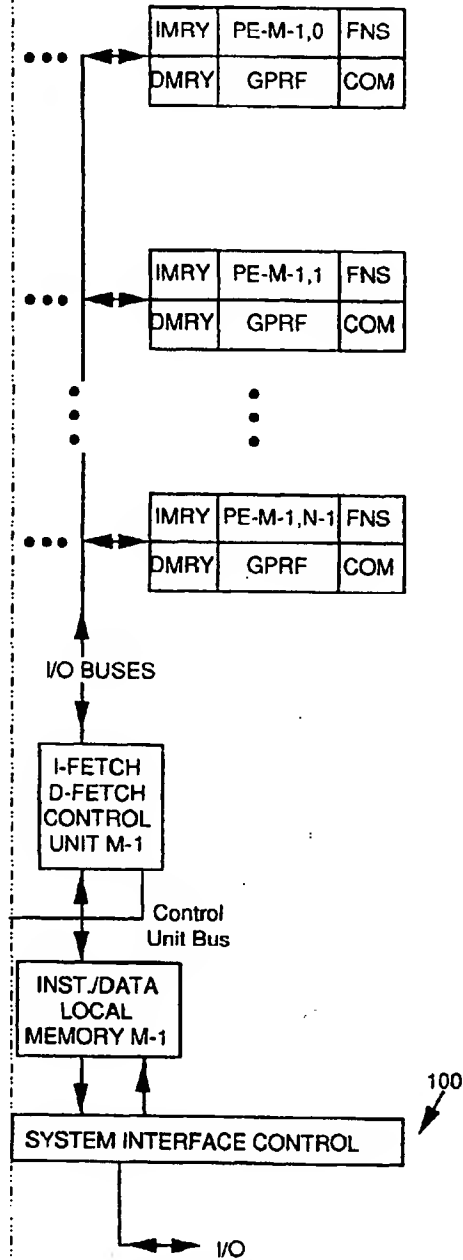 IMRY PE-M-1,0 FNS
DMRY GPRF COM
IMRY PE-M-1,1 FNS
DMRY GPRF COM
IMRY PE-M-1,N-1 FNS
DMRY GPRF COM
I/O BUSES
I-FETCH
D-FETCH
CONTROL
UNIT M-1
Control
Unit Bus
INST./DATA
LOCAL
MEMORY M-1
100
SYSTEM INTERFACE CONTROL
I/O